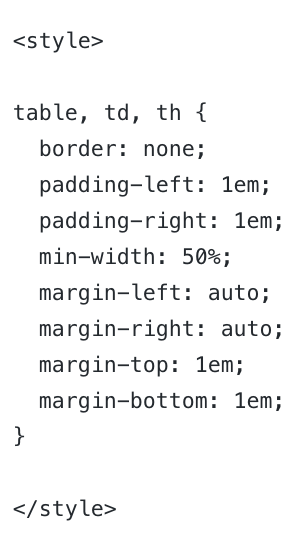 <style>
table, td, th {
border: none;
padding-left: 1em;
padding-right: 1em;
min-width: 50%;
margin-left: auto;
margin-right: auto;
margin-top: 1em;
margin-bottom: 1em;
}
</style>